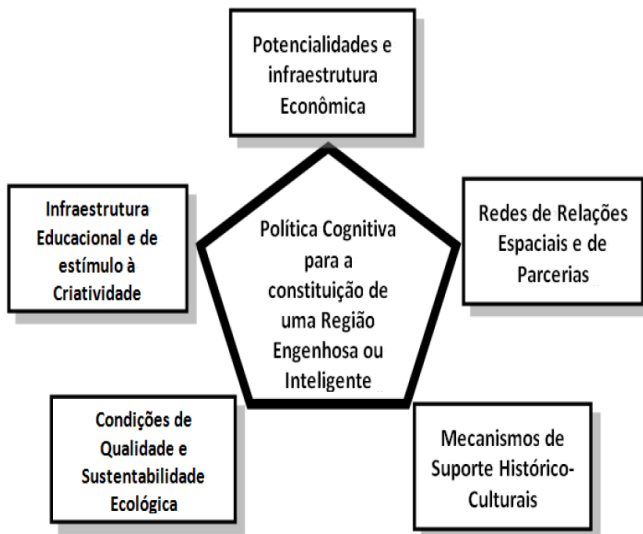 Potencialidades e
infraestrutura
Econômica
Infraestrutura
Educacional e de
estímulo à
Criatividade
Política Cognitiva
para a
constituição de
uma Região
Engenhosa ou
Inteligente
Redes de Relações
Espaciais e de
Parcerias
Condições de
Qualidade e
Sustentabilidade
Ecológica
Mecanismos de
Suporte Histórico-
Culturais